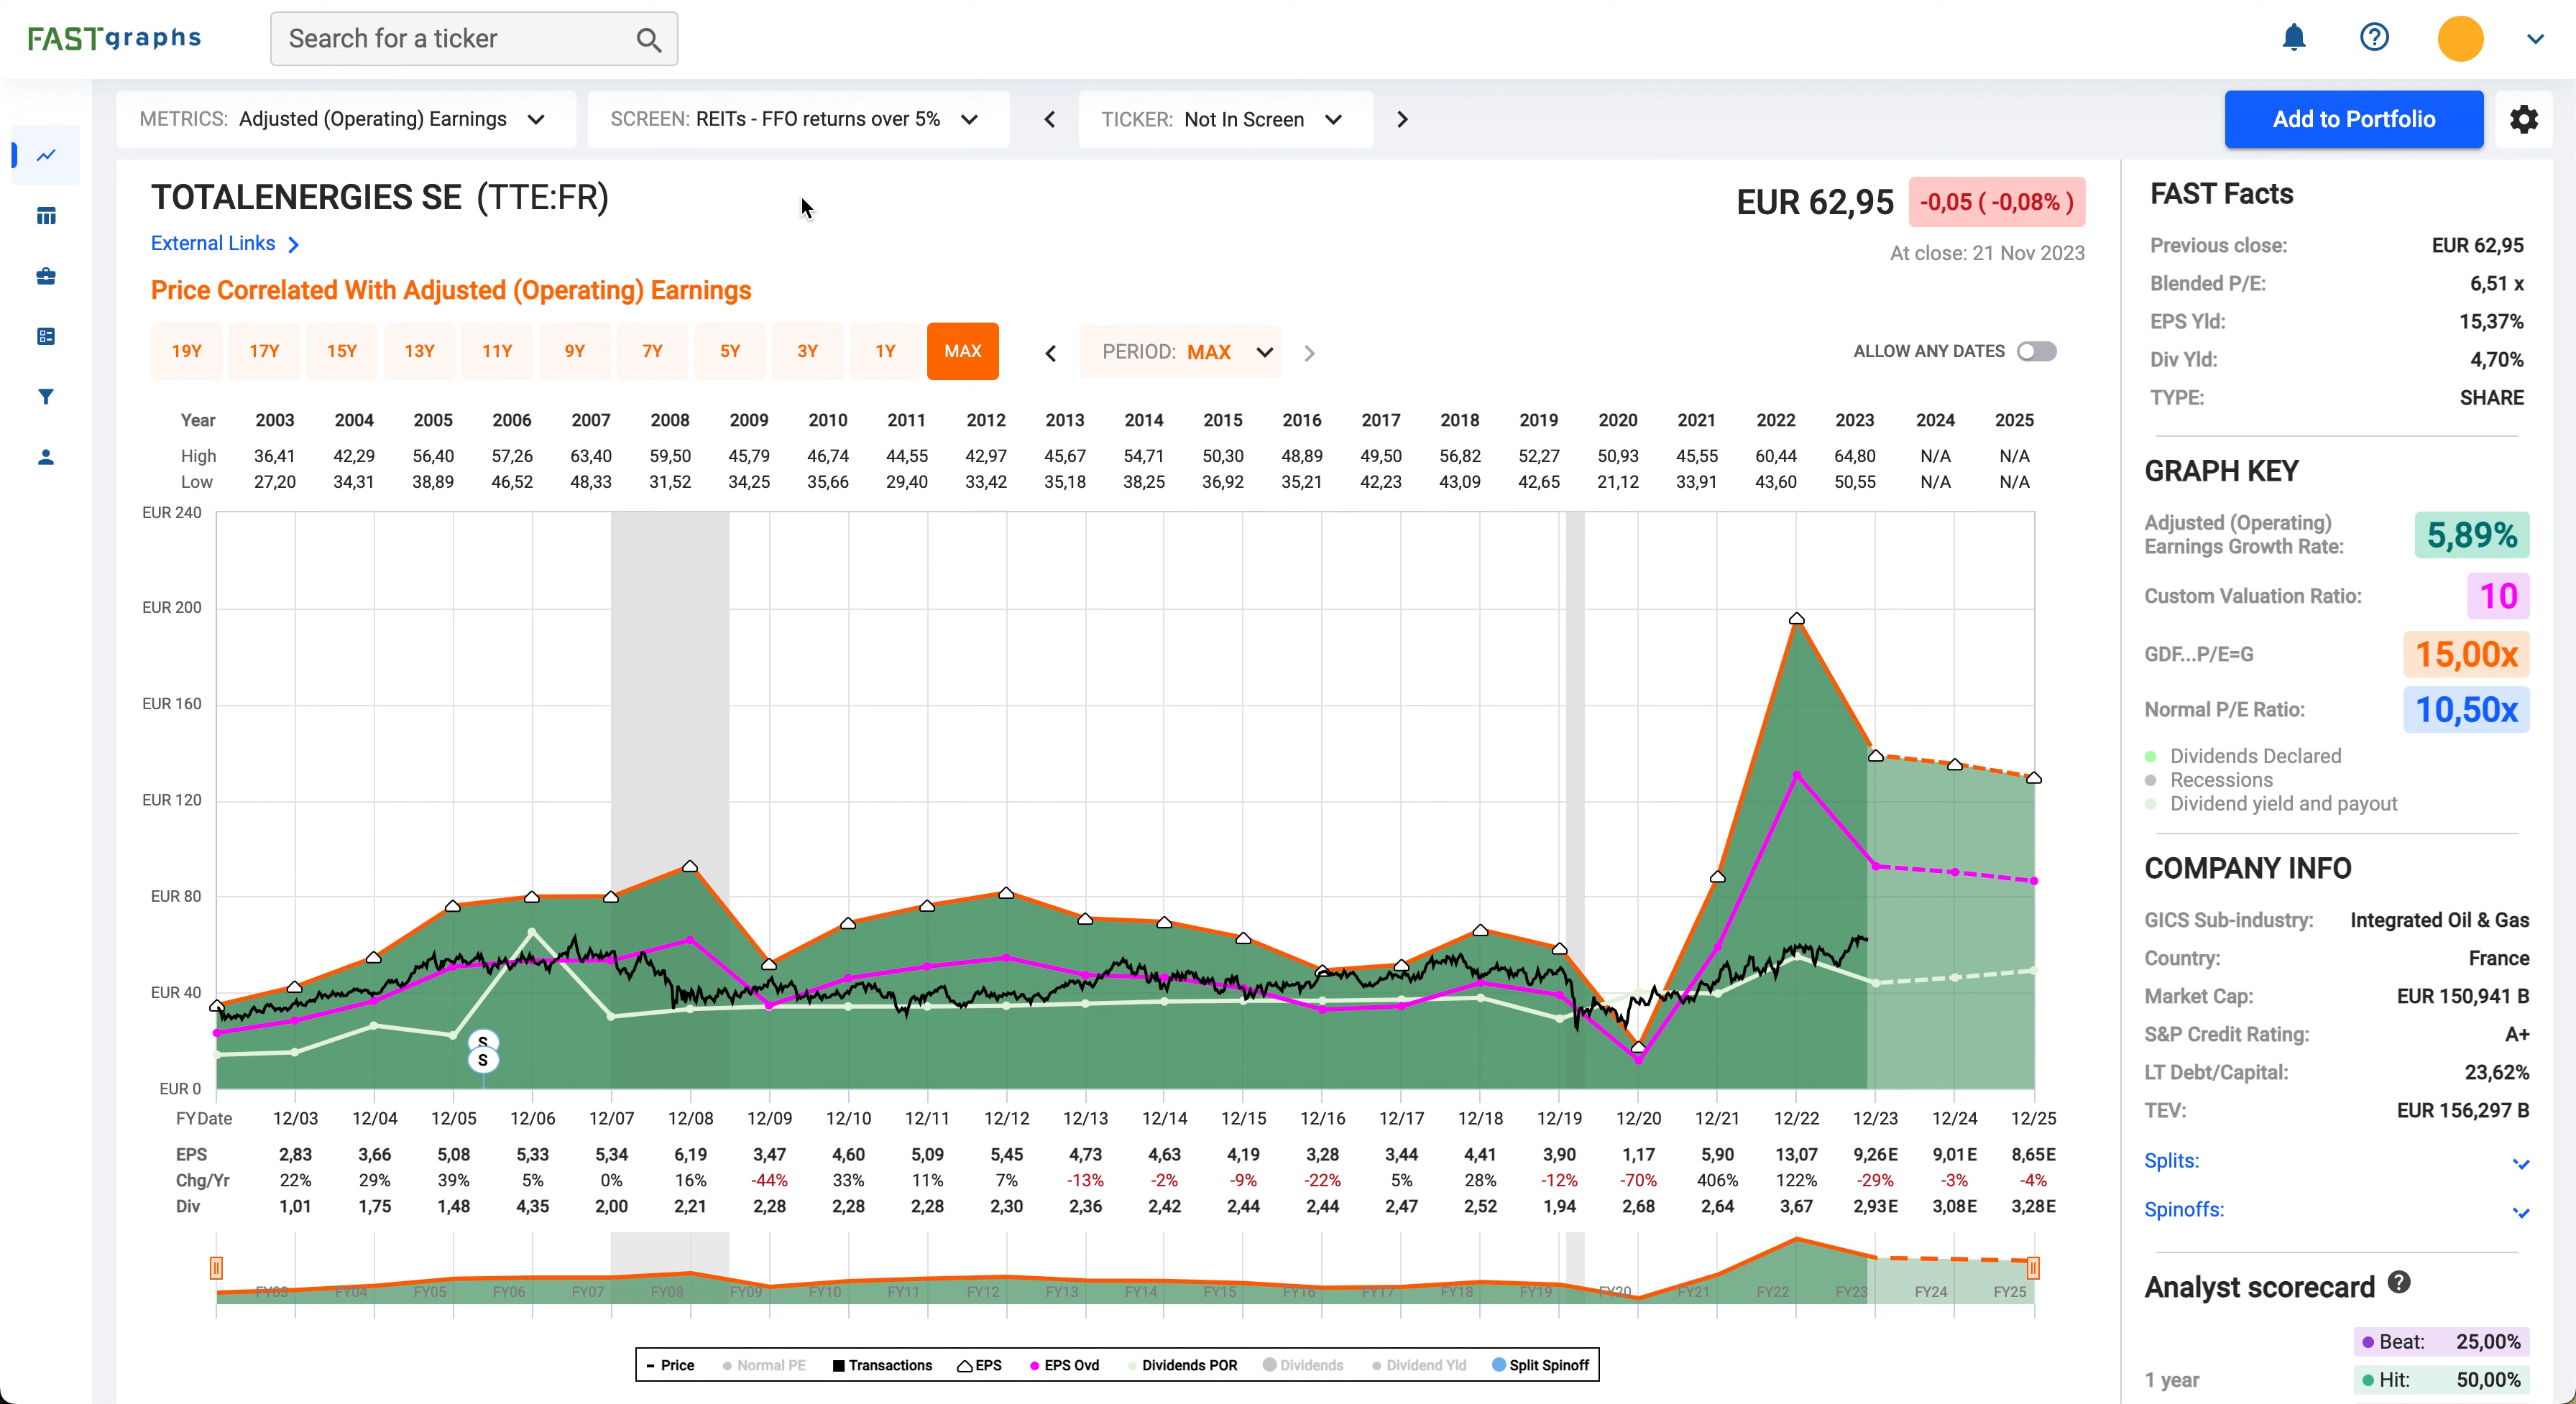 FASTgraphs
Search for a ticker
METRICS: Adjusted (Operating) Earnings
SCREEN: REITs - FFO returns over 5%
TICKER: Not In Screen
Add to Portfolio
TOTALENERGIES SE (TTE:FR)
EUR 62,95 -0,05 ( -0,08% )
External Links
At close: 21 Nov 2023
Price Correlated With Adjusted (Operating) Earnings
19Y 17Y 15Y 13Y 11Y 9Y 7Y 5Y 3Y 1Y MAX
PERIOD: MAX
ALLOW ANY DATES
Year 2003 2004 2005 2006 2007 2008 2009 2010 2011 2012 2013 2014 2015 2016 2017 2018 2019 2020 2021 2022 2023 2024 2025
High 36,41 42,29 56,40 57,26 63,40 59,50 45,79 46,74 44,55 42,97 45,67 54,71 50,30 48,89 49,50 56,82 52,27 50,93 45,55 60,44 64,80 N/A N/A
Low 27,20 34,31 38,89 46,52 48,33 31,52 34,25 35,66 29,40 33,42 35,18 38,25 36,92 35,21 42,23 43,09 42,65 21,12 33,91 43,60 50,55 N/A N/A
EUR 240
EUR 200
EUR 160
EUR 120
EUR 80
EUR 40
EUR 0
S
S
FYDate 12/03 12/04 12/05 12/06 12/07 12/08 12/09 12/10 12/11 12/12 12/13 12/14 12/15 12/16 12/17 12/18 12/19 12/20 12/21 12/22 12/23 12/24 12/25
EPS 2,83 3,66 5,08 5,33 5,34 6,19 3,47 4,60 5,09 5,45 4,73 4,63 4,19 3,28 3,44 4,41 3,90 1,17 5,90 13,07 9,26E 9,01E 8,65E
Chg/Yr 22% 29% 39% 5% 0% 16% -44% 33% 11% 7% -13% -2% -9% -22% 5% 28% -12% -70% 406% 122% -29% -3% -4%
Div 1,01 1,75 1,48 4,35 2,00 2,21 2,28 2,28 2,28 2,30 2,36 2,42 2,44 2,44 2,47 2,52 1,94 2,68 2,64 3,67 2,93E 3,08E 3,28E
FY03 FY04 FY05 FY06 FY07 FY08 FY09 FY10 FY11 FY12 FY13 FY14 FY15 FY16 FY17 FY18 FY19 FY20 FY21 FY22 FY23 FY24 FY25
Price Normal PE Transactions EPS EPS Ovd Dividends POR Dividends Dividend Yld Split Spinoff
FAST Facts
Previous close: EUR 62,95
Blended P/E: 6,51 x
EPS Yld: 15,37%
Div Yld: 4,70%
TYPE: SHARE
GRAPH KEY
Adjusted (Operating)
Earnings Growth Rate: 5,89%
Custom Valuation Ratio: 10
GDF...P/E=G 15,00x
Normal P/E Ratio: 10,50x
Dividends Declared
Recessions
Dividend yield and payout
COMPANY INFO
GICS Sub-industry: Integrated Oil & Gas
Country: France
Market Cap: EUR 150,941 B
S&P Credit Rating: A+
LT Debt/Capital: 23,62%
TEV: EUR 156,297 B
Splits:
Spinoffs:
Analyst scorecard ?
Beat: 25,00%
1 year Hit: 50,00%